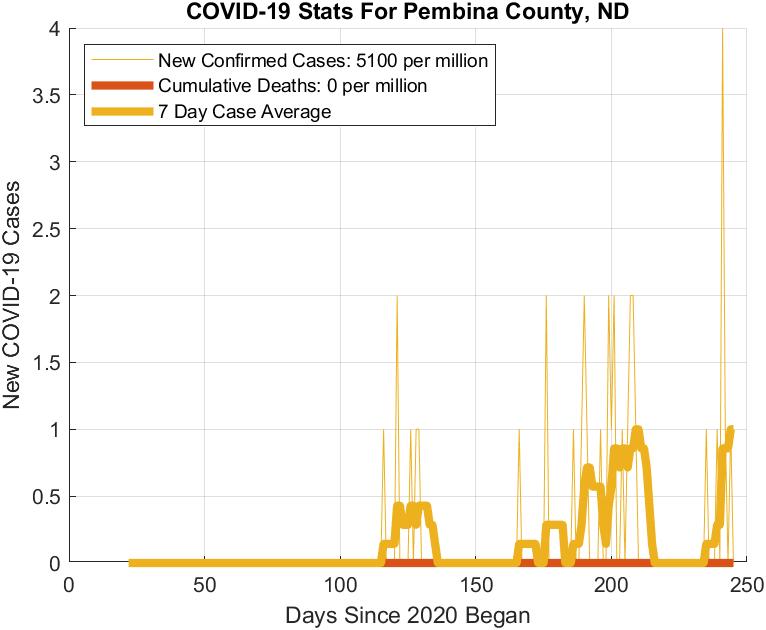 COVID-19 Stats For Pembina County, ND
New Confirmed Cases: 5100 per million
Cumulative Deaths: 0 per million
7 Day Case Average
New COVID-19 Cases
4
3.5
3
2.5
2
1.5
1
0.5
0
0 50 100 150 200 250
Days Since 2020 Began